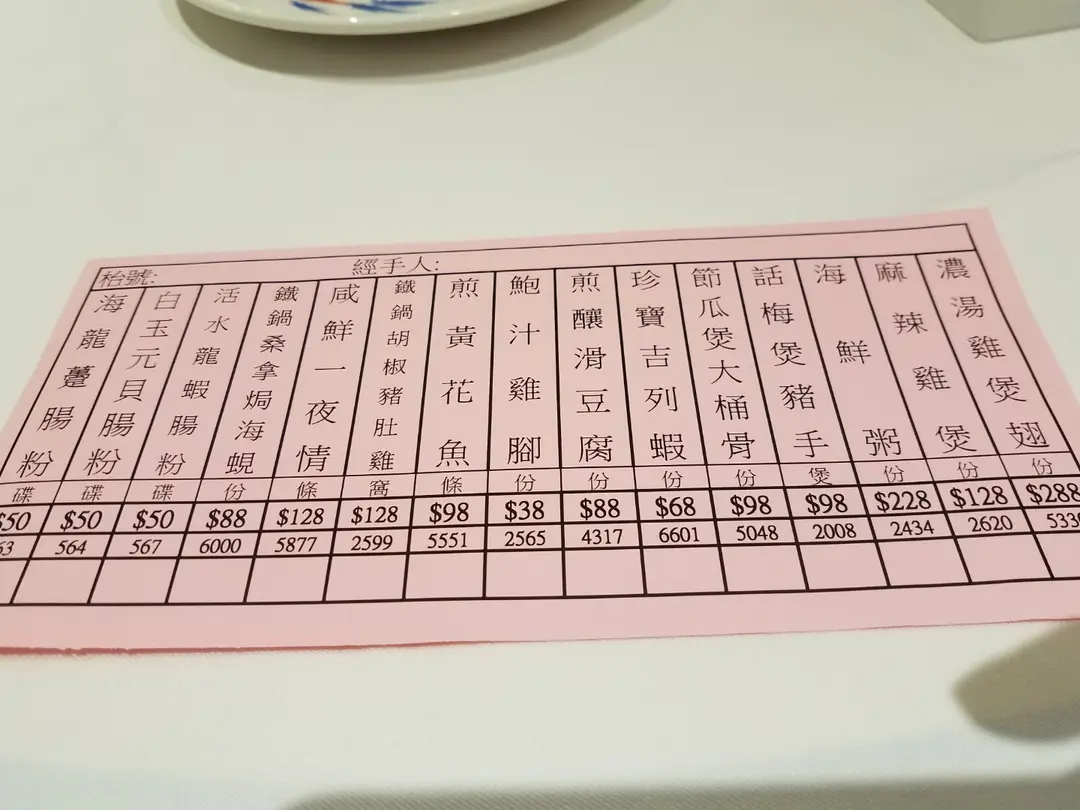 枱號: 經手人:
海龍躉腸粉
白玉元貝腸粉
活水龍蝦腸粉
鐵鍋桑拿焗海蜆
咸鮮一夜情
鐵鍋胡椒豬肚雞
煎黃花魚
鮑汁雞腳
煎釀滑豆腐
珍寶吉列蝦
節瓜煲大桶骨
話梅煲豬手
海鮮粥
麻辣雞煲
濃湯雞煲翅
碟 碟 碟 份 條 窩 條 份 份 份 份 煲 份 份 份
$50 $50 $50 $88 $128 $128 $98 $38 $88 $68 $98 $98 $228 $128 $288
564 567 6000 5877 2599 5551 2565 4317 6601 5048 2008 2434 2620